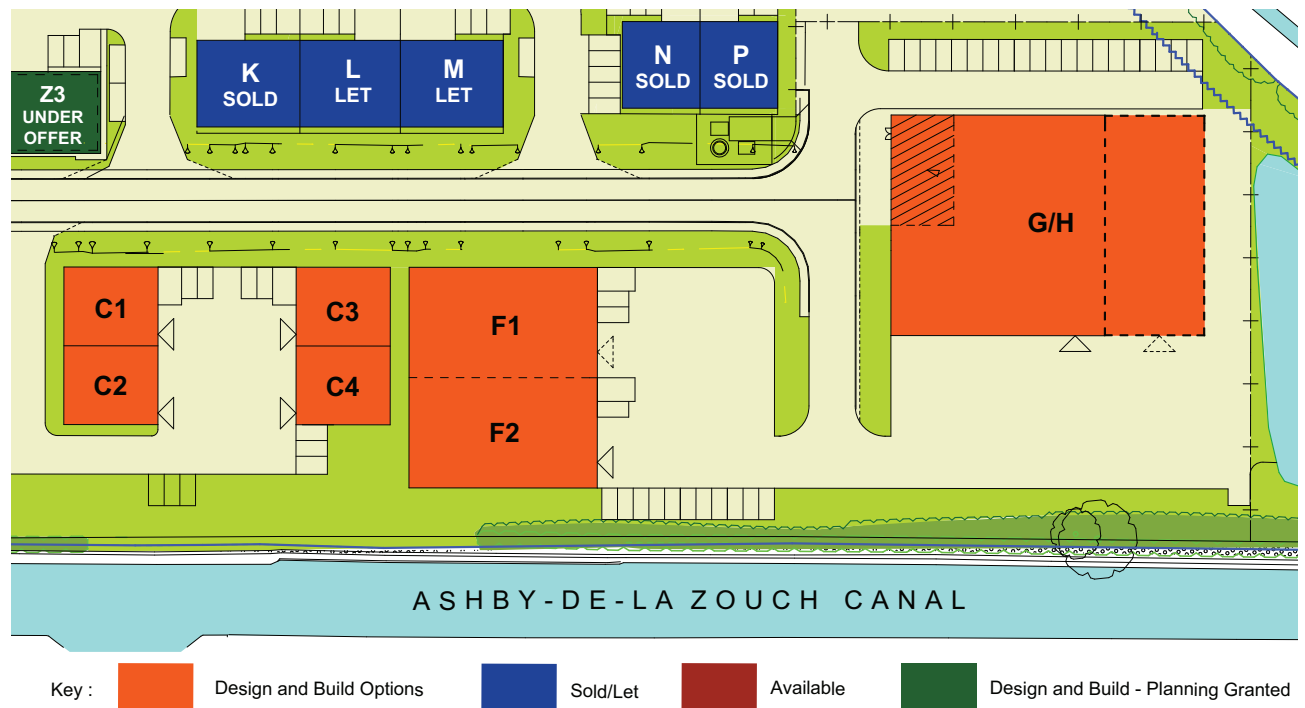 K
SOLD
L
LET
M
LET
N
SOLD
P
SOLD
Z3
UNDER
OFFER
G/H
C1
C2
C3
C4
F1
F2
ASHBY-DE-LA ZOUCH CANAL
Key : Design and Build Options Sold/Let Available Design and Build - Planning Granted